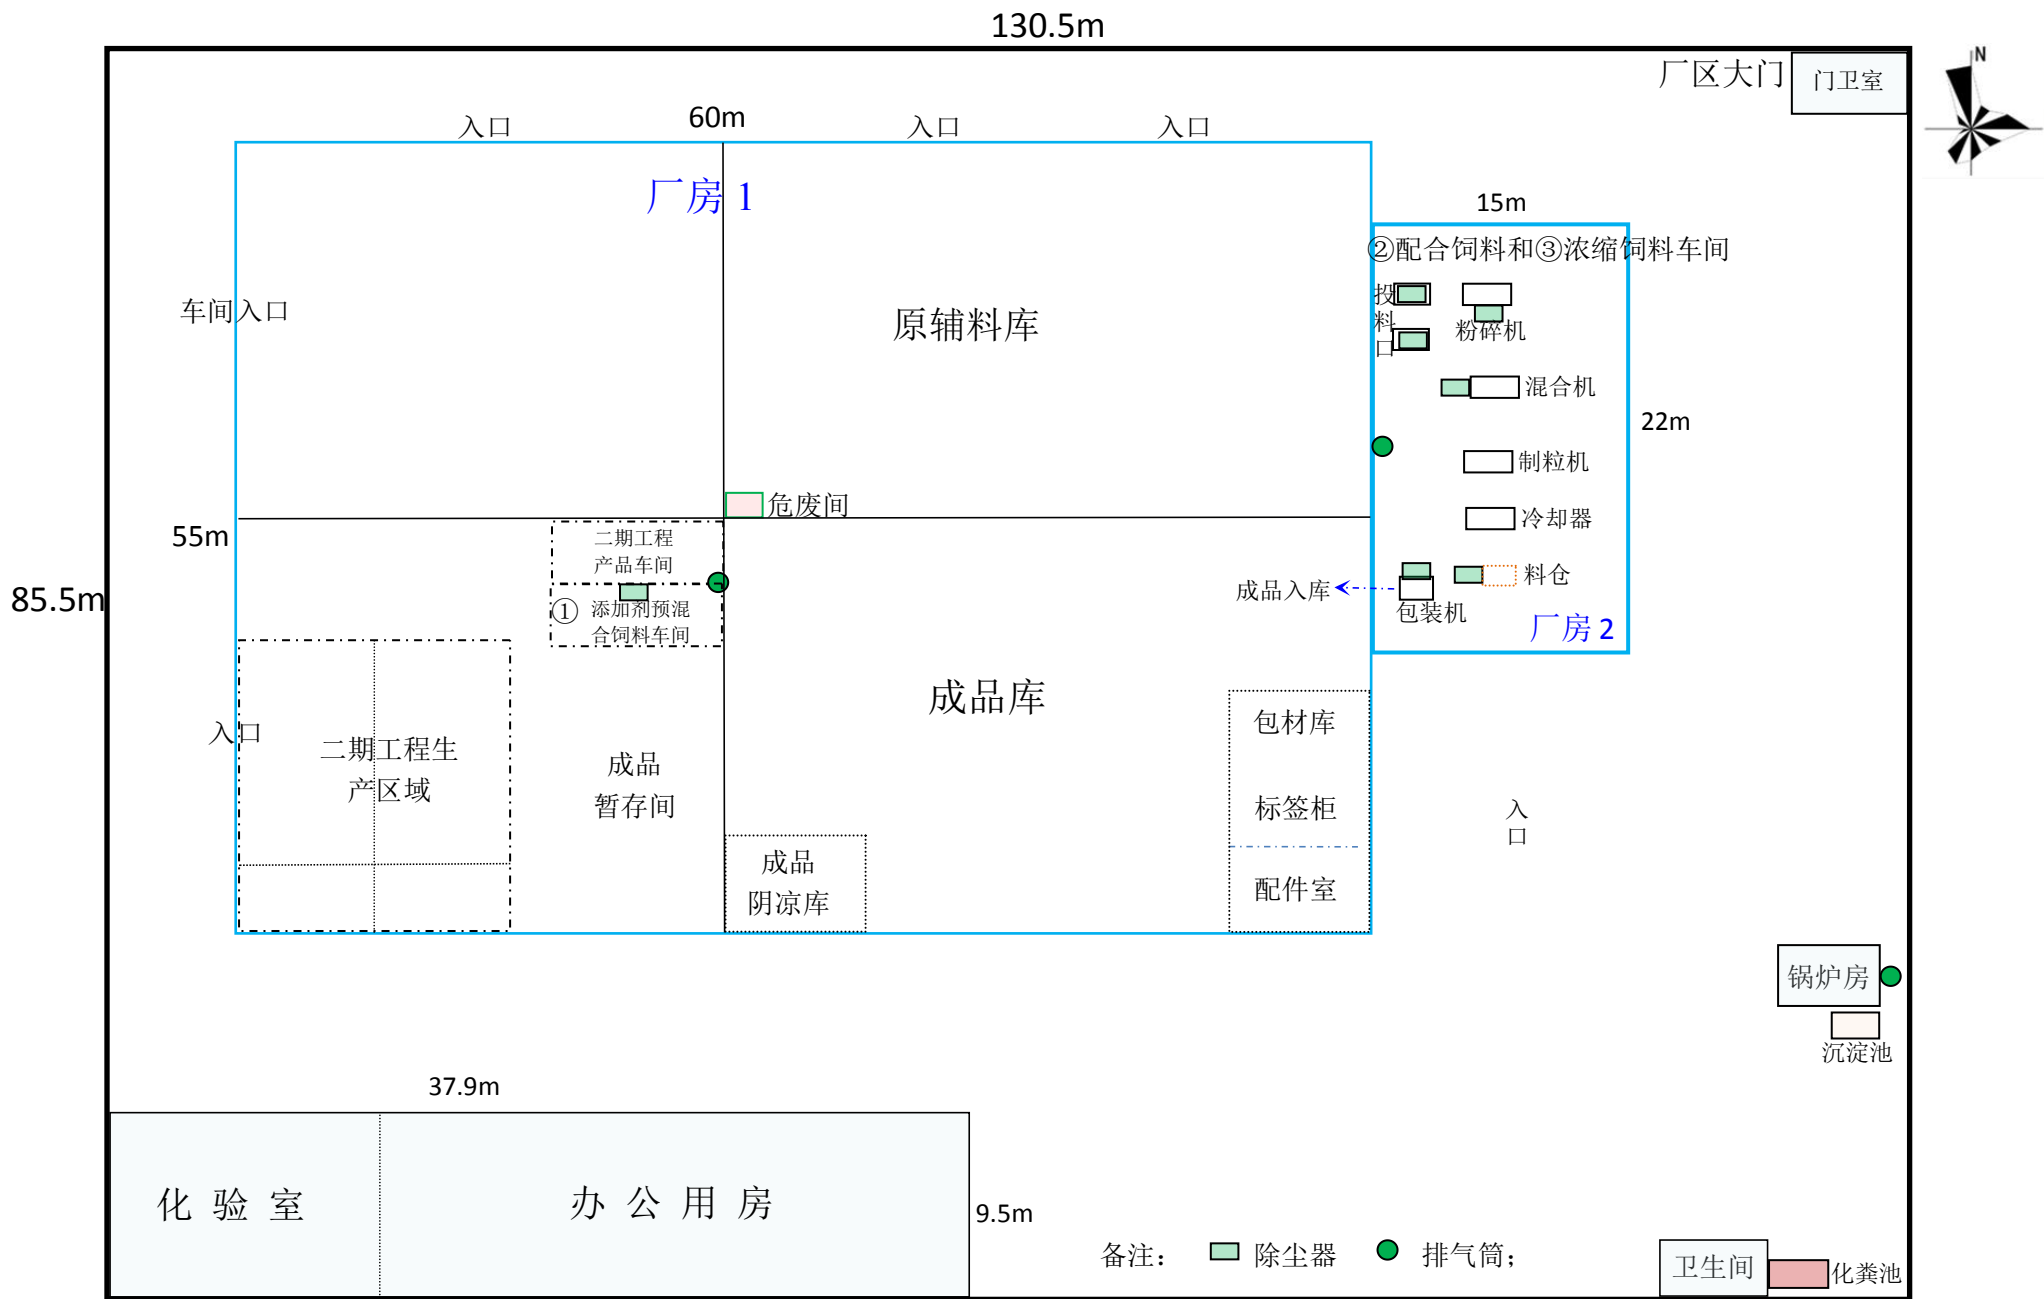 130.5m
厂区大门
门卫室
N
入口
60m
入口
入口
厂房 1
15m
②配合饲料和③浓缩饲料车间
车间入口
原辅料库
投料口
粉碎机
混合机
22m
制粒机
危废间
冷却器
55m
二期工程
产品车间
料仓
成品入库
85.5m
① 添加剂预混
合饲料车间
包装机
厂房 2
成品库
入口
二期工程生
产区域
成品
暂存间
包材库
标签柜
入口
成品
阴凉库
配件室
锅炉房
沉淀池
37.9m
化验室
办公用房
9.5m
备注：
除尘器
排气筒；
卫生间
化粪池